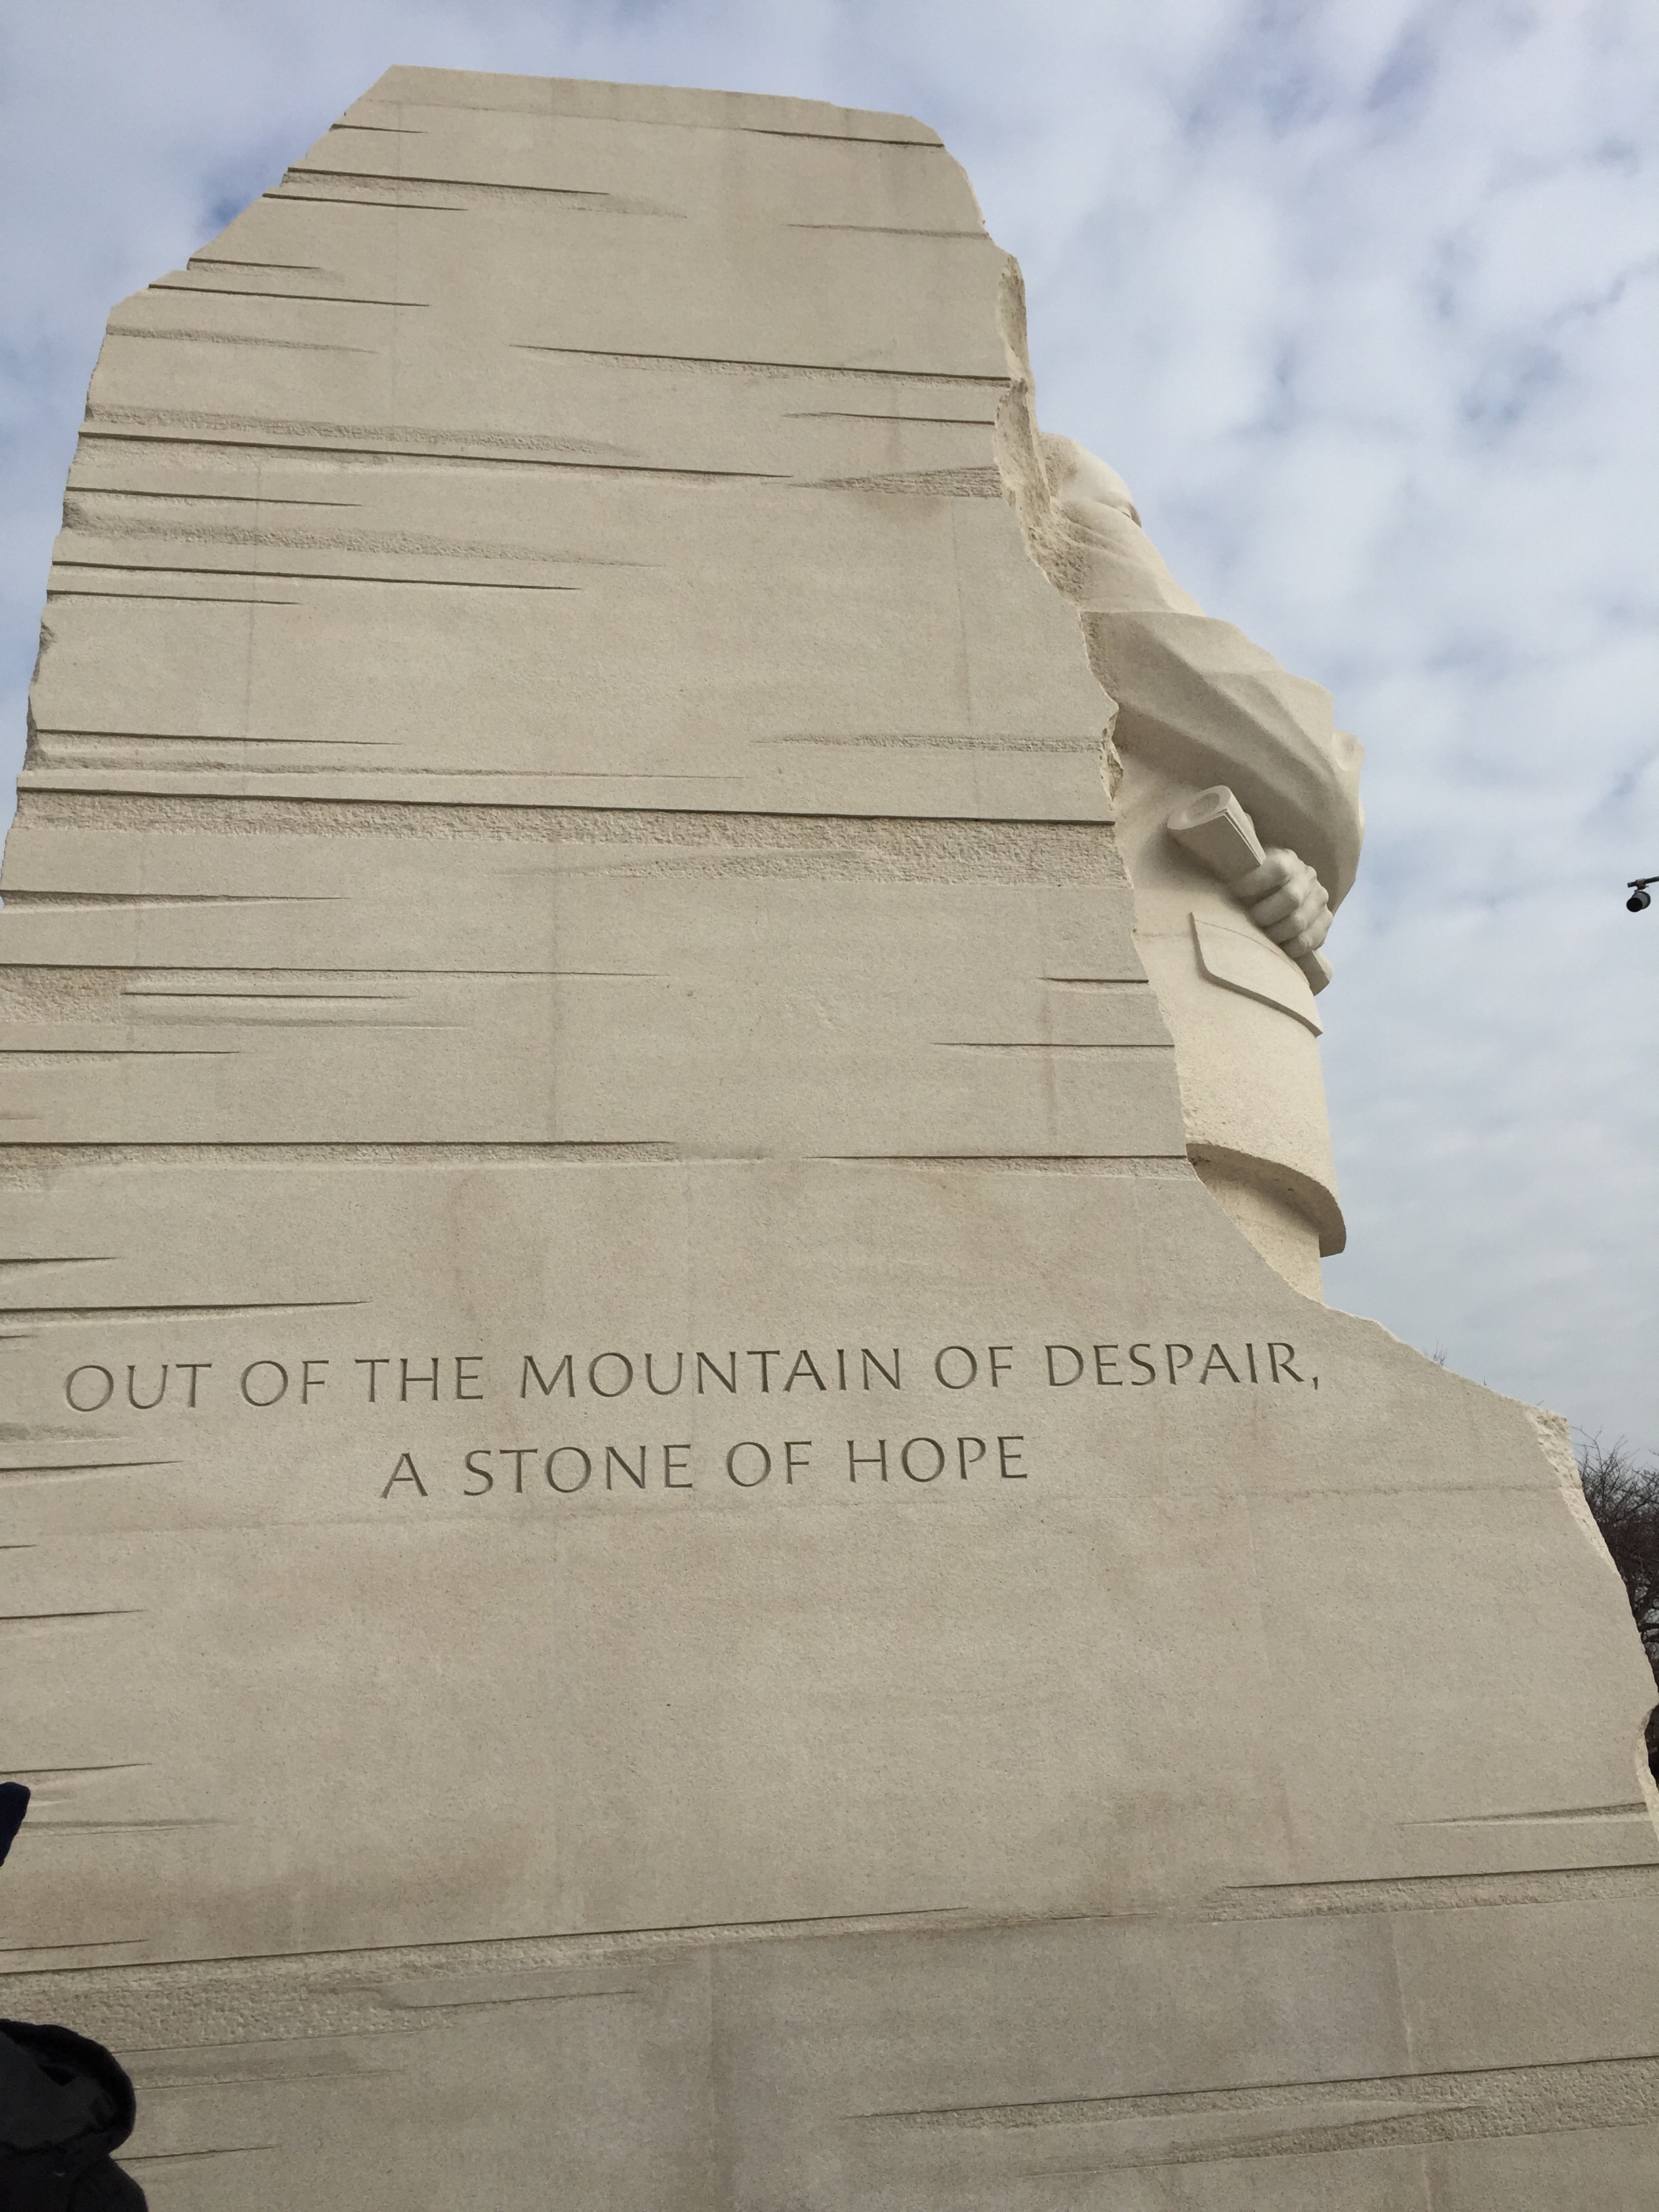 OUT OF THE MOUNTAIN OF DESPAIR,
A STONE OF HOPE